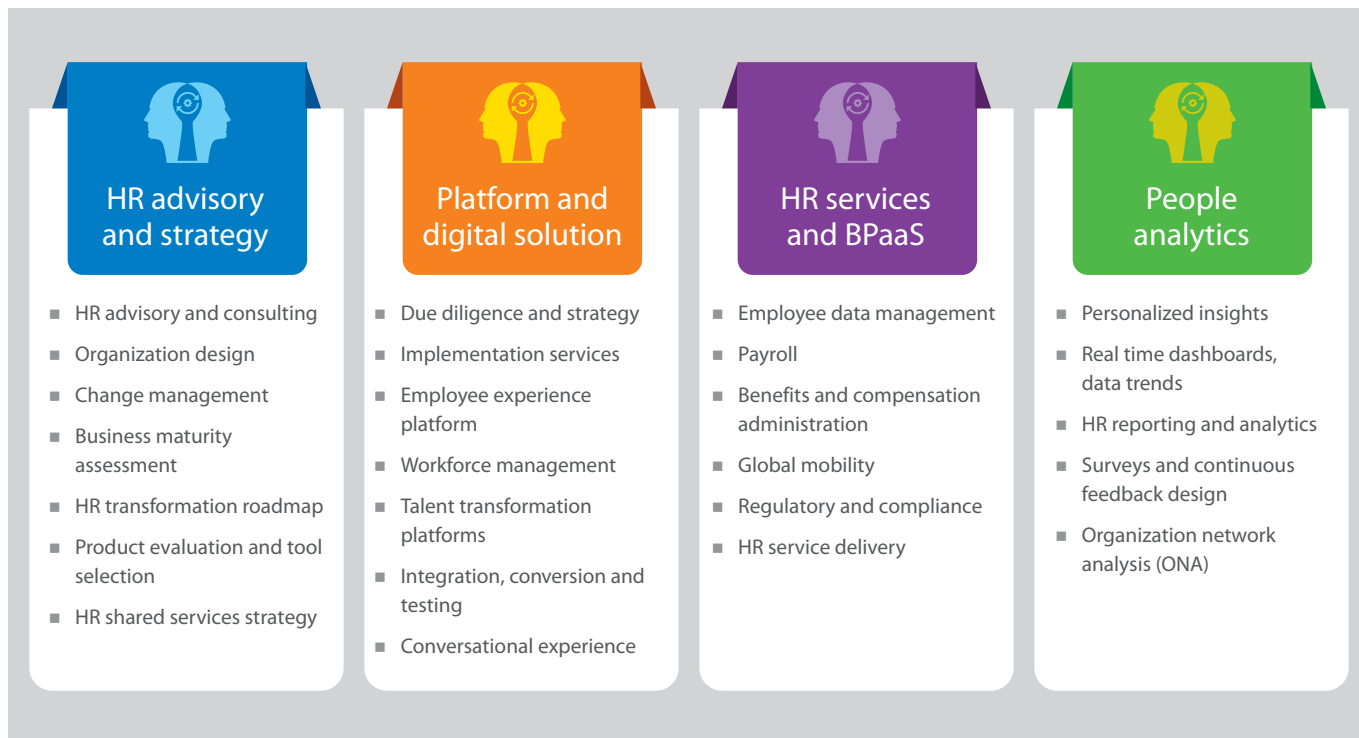 HR advisory
and strategy
■ HR advisory and consulting
■ Organization design
■ Change management
■ Business maturity
assessment
■ HR transformation roadmap
■ Product evaluation and tool
selection
■ HR shared services strategy
Platform and
digital solution
■ Due diligence and strategy
■ Implementation services
■ Employee experience
platform
■ Workforce management
■ Talent transformation
platforms
■ Integration, conversion and
testing
■ Conversational experience
HR services
and BPaaS
■ Employee data management
■ Payroll
■ Benefits and compensation
administration
■ Global mobility
■ Regulatory and compliance
■ HR service delivery
People
analytics
■ Personalized insights
■ Real time dashboards,
data trends
■ HR reporting and analytics
■ Surveys and continuous
feedback design
■ Organization network
analysis (ONA)